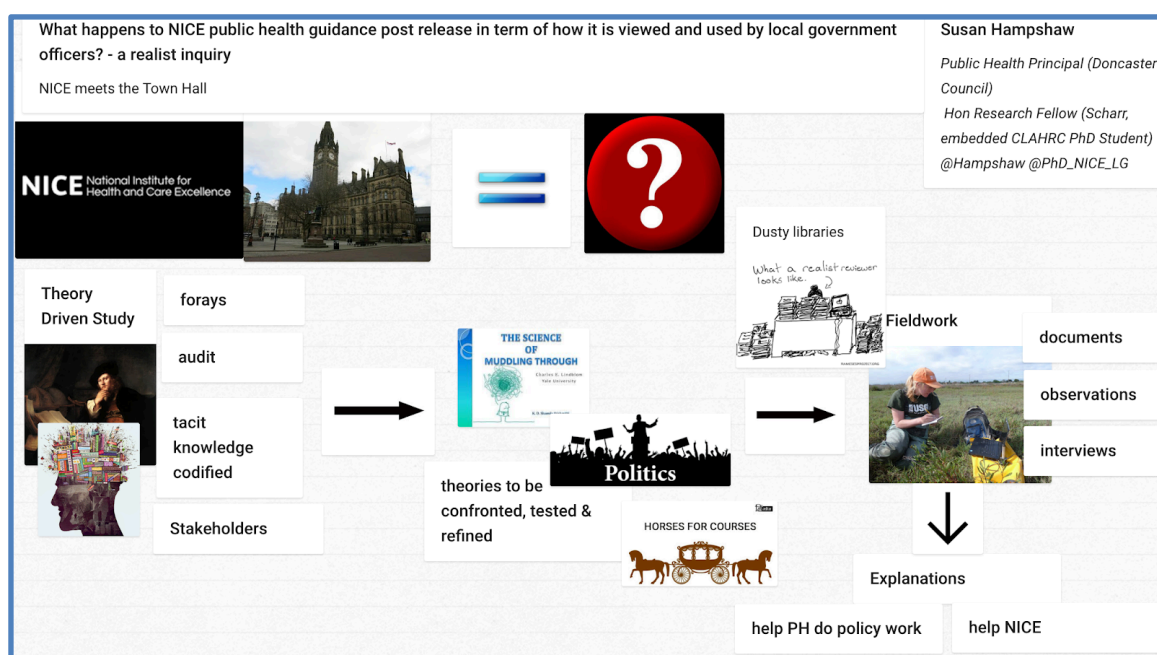 What happens to NICE public health guidance post release in term of how it is viewed and used by local government
officers? - a realist inquiry
NICE meets the Town Hall
Susan Hampshaw
Public Health Principal (Doncaster
Council)
Hon Research Fellow (Scharr,
embedded CLAHRC PhD Student)
@Hampshaw @PhD_NICE_LG
NICE National Institute for
Health and Care Excellence
?
Dusty libraries
What a realist reviewer
looks like.
Theory
Driven Study
forays
audit
tacit
knowledge
codified
Stakeholders
THE SCIENCE
OF
MUDDLING THROUGH
Charles E. Lindblom
Yale University
Politics
theories to be
confronted, tested &
refined
HORSES FOR COURSES
Fieldwork
documents
observations
interviews
Explanations
help PH do policy work
help NICE